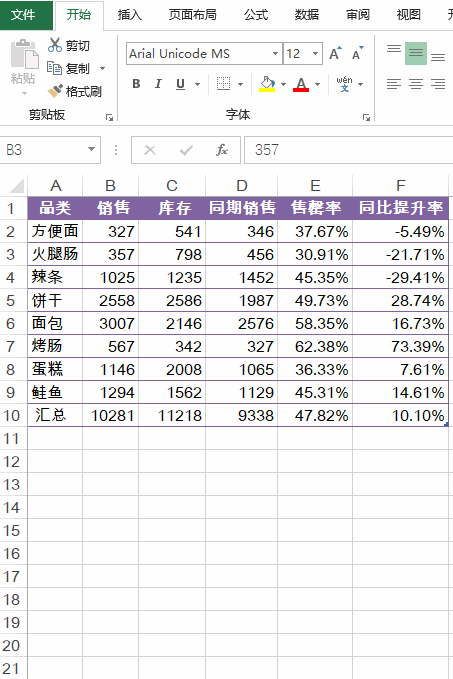 文件 开始 插入 页面布局 公式 数据 审阅 视图
剪切
复制
格式刷
粘贴
Arial Unicode MS 12 A A
B I U A wén 文
剪贴板 字体
B3 fx 357
A B C D E F
1 品类 销售 库存 同期销售 售罄率 同比提升率
2 方便面 327 541 346 37.67% -5.49%
3 火腿肠 357 798 456 30.91% -21.71%
4 辣条 1025 1235 1452 45.35% -29.41%
5 饼干 2558 2586 1987 49.73% 28.74%
6 面包 3007 2146 2576 58.35% 16.73%
7 烤肠 567 342 327 62.38% 73.39%
8 蛋糕 1146 2008 1065 36.33% 7.61%
9 鲑鱼 1294 1562 1129 45.31% 14.61%
10 汇总 10281 11218 9338 47.82% 10.10%
11
12
13
14
15
16
17
18
19
20
21